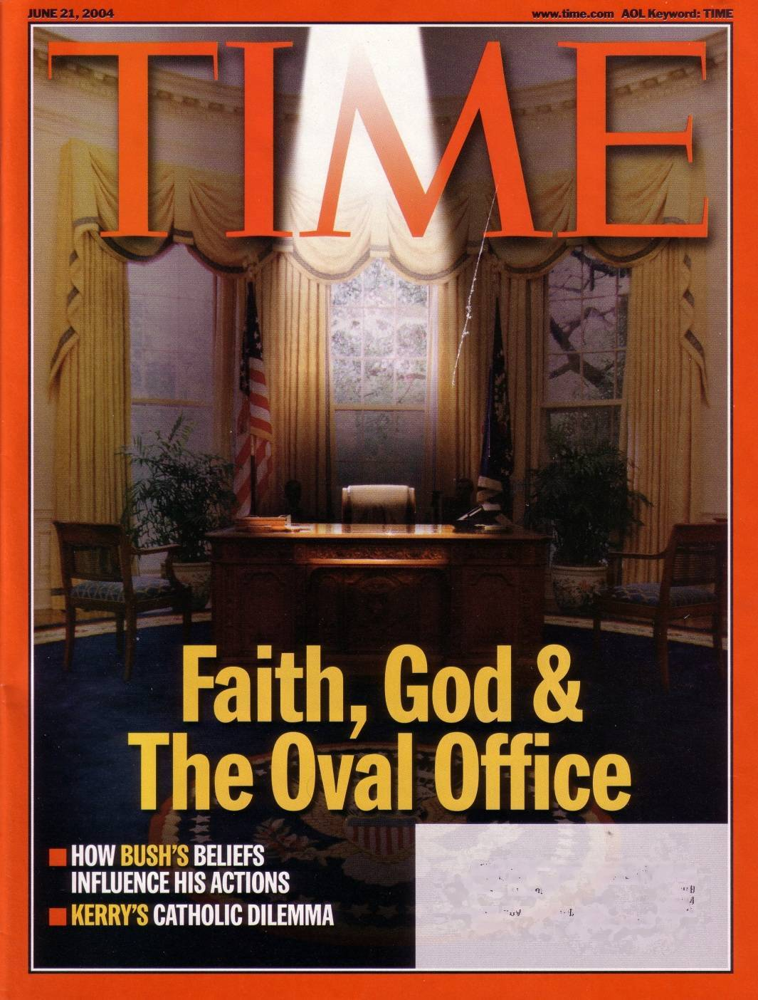 JUNE 21, 2004
www.time.com AOL Keyword: TIME
TIME
Faith, God &
The Oval Office
HOW BUSH'S BELIEFS
INFLUENCE HIS ACTIONS
KERRY'S CATHOLIC DILEMMA